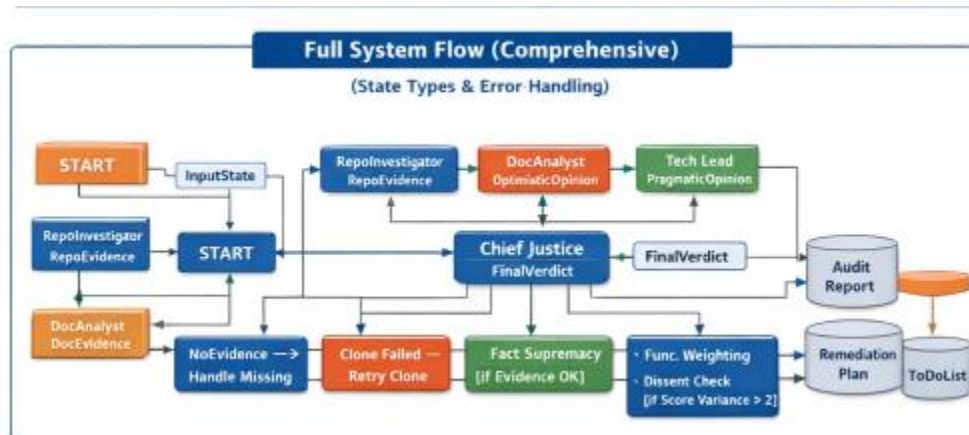 Full System Flow (Comprehensive)
(State Types & Error-Handling)
START
InputState
RepoInvestigator
RepoEvidence
DocAnalyst
OptmiaticOpinion
Tech Lead
PragmaticOpinion
RepoInvestigator
RepoEvidence
START
Chief Justice
FinalVerdict
FinalVerdict
Audit
Report
DocAnalyst
DocEvidence
NoEvidence →
Handle Missing
Clone Failed —
Retry Clone
Fact Supremacy
[if Evidence OK]
· Func. Weighting
· Dissent Check
[if Score Variance > 2]
Remediation
Plan
ToDoList